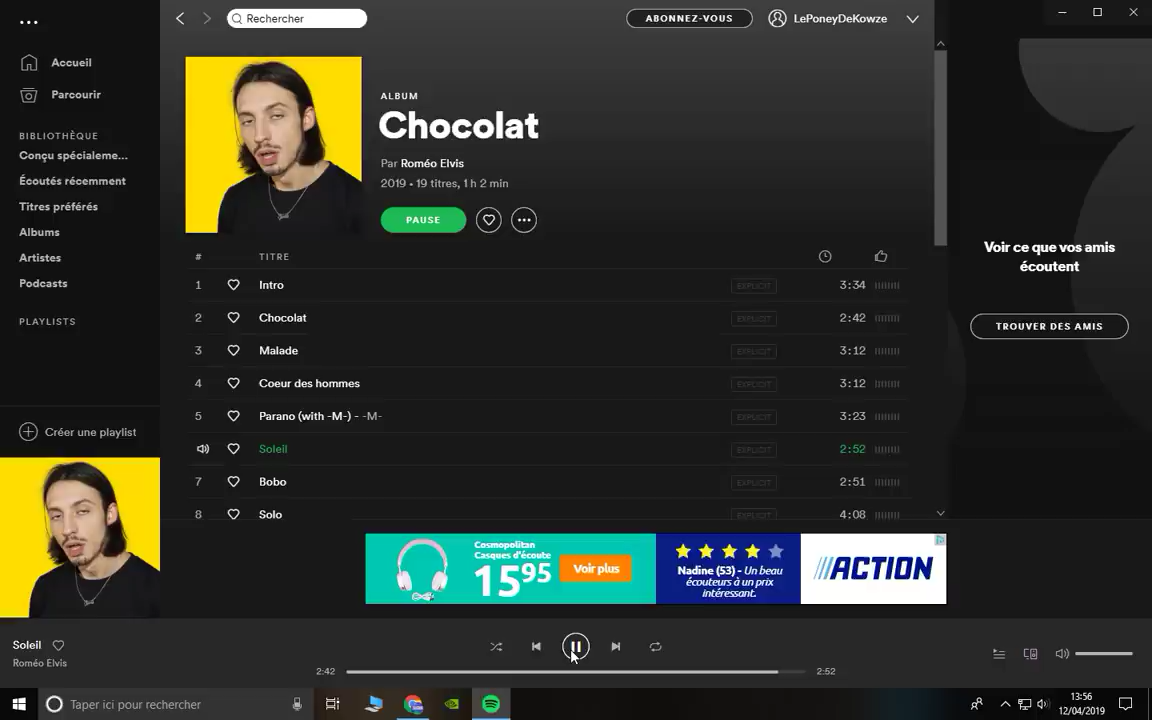 Rechercher
ABONNEZ-VOUS
LePoneyDeKowze
Accueil
Parcourir
BIBLIOTHÈQUE
Conçu spécialeme...
Écoutés récemment
Titres préférés
Albums
Artistes
Podcasts
PLAYLISTS
Créer une playlist
ALBUM
Chocolat
Par Roméo Elvis
2019 • 19 titres, 1 h 2 min
PAUSE
# TITRE
1 Intro EXPLICIT 3:34
2 Chocolat EXPLICIT 2:42
3 Malade EXPLICIT 3:12
4 Coeur des hommes EXPLICIT 3:12
5 Parano (with -M-) - -M- EXPLICIT 3:23
Soleil EXPLICIT 2:52
7 Bobo EXPLICIT 2:51
8 Solo EXPLICIT 4:08
Voir ce que vos amis
écoutent
TROUVER DES AMIS
Cosmopolitan
Casques d'écoute
15.95
Voir plus
Nadine (53) - Un beau
écouteurs à un prix
intéressant.
ACTION
Soleil
Roméo Elvis
2:42
2:52
Taper ici pour rechercher
13:56
12/04/2019